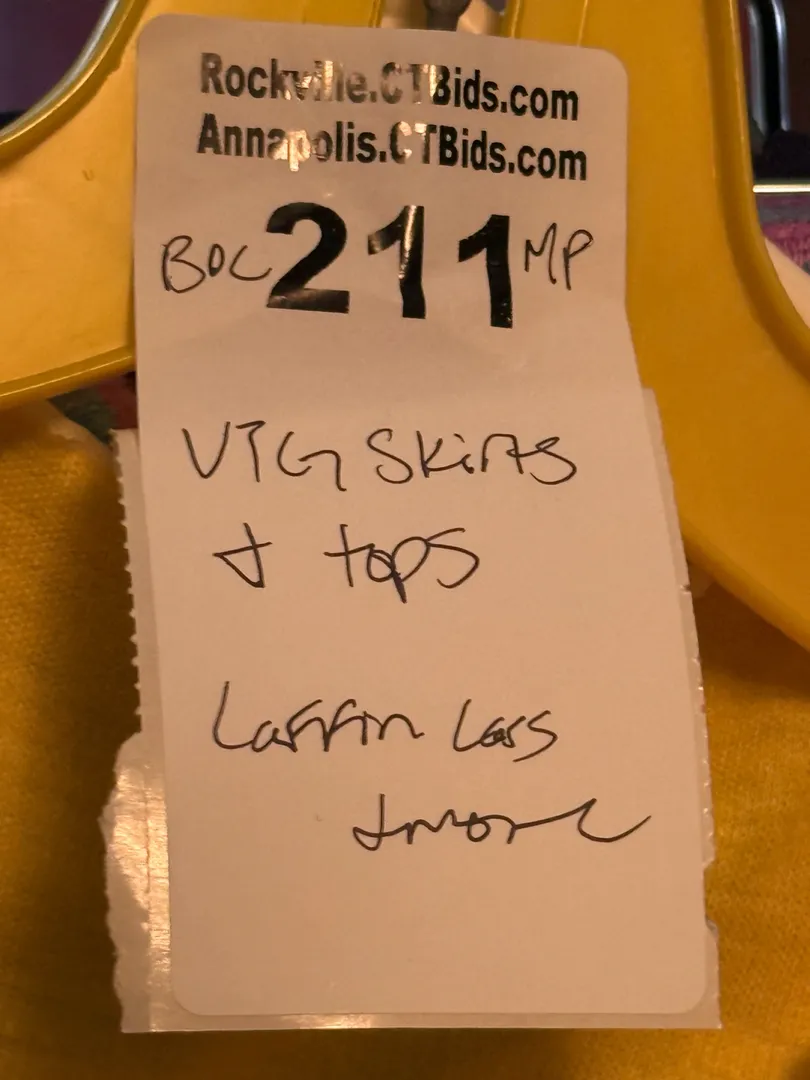 Rockville.CTBids.com
Annapolis.CTBids.com
BOC 211 MP
VTG Skirts
+ tops
Laffin Lass
+more